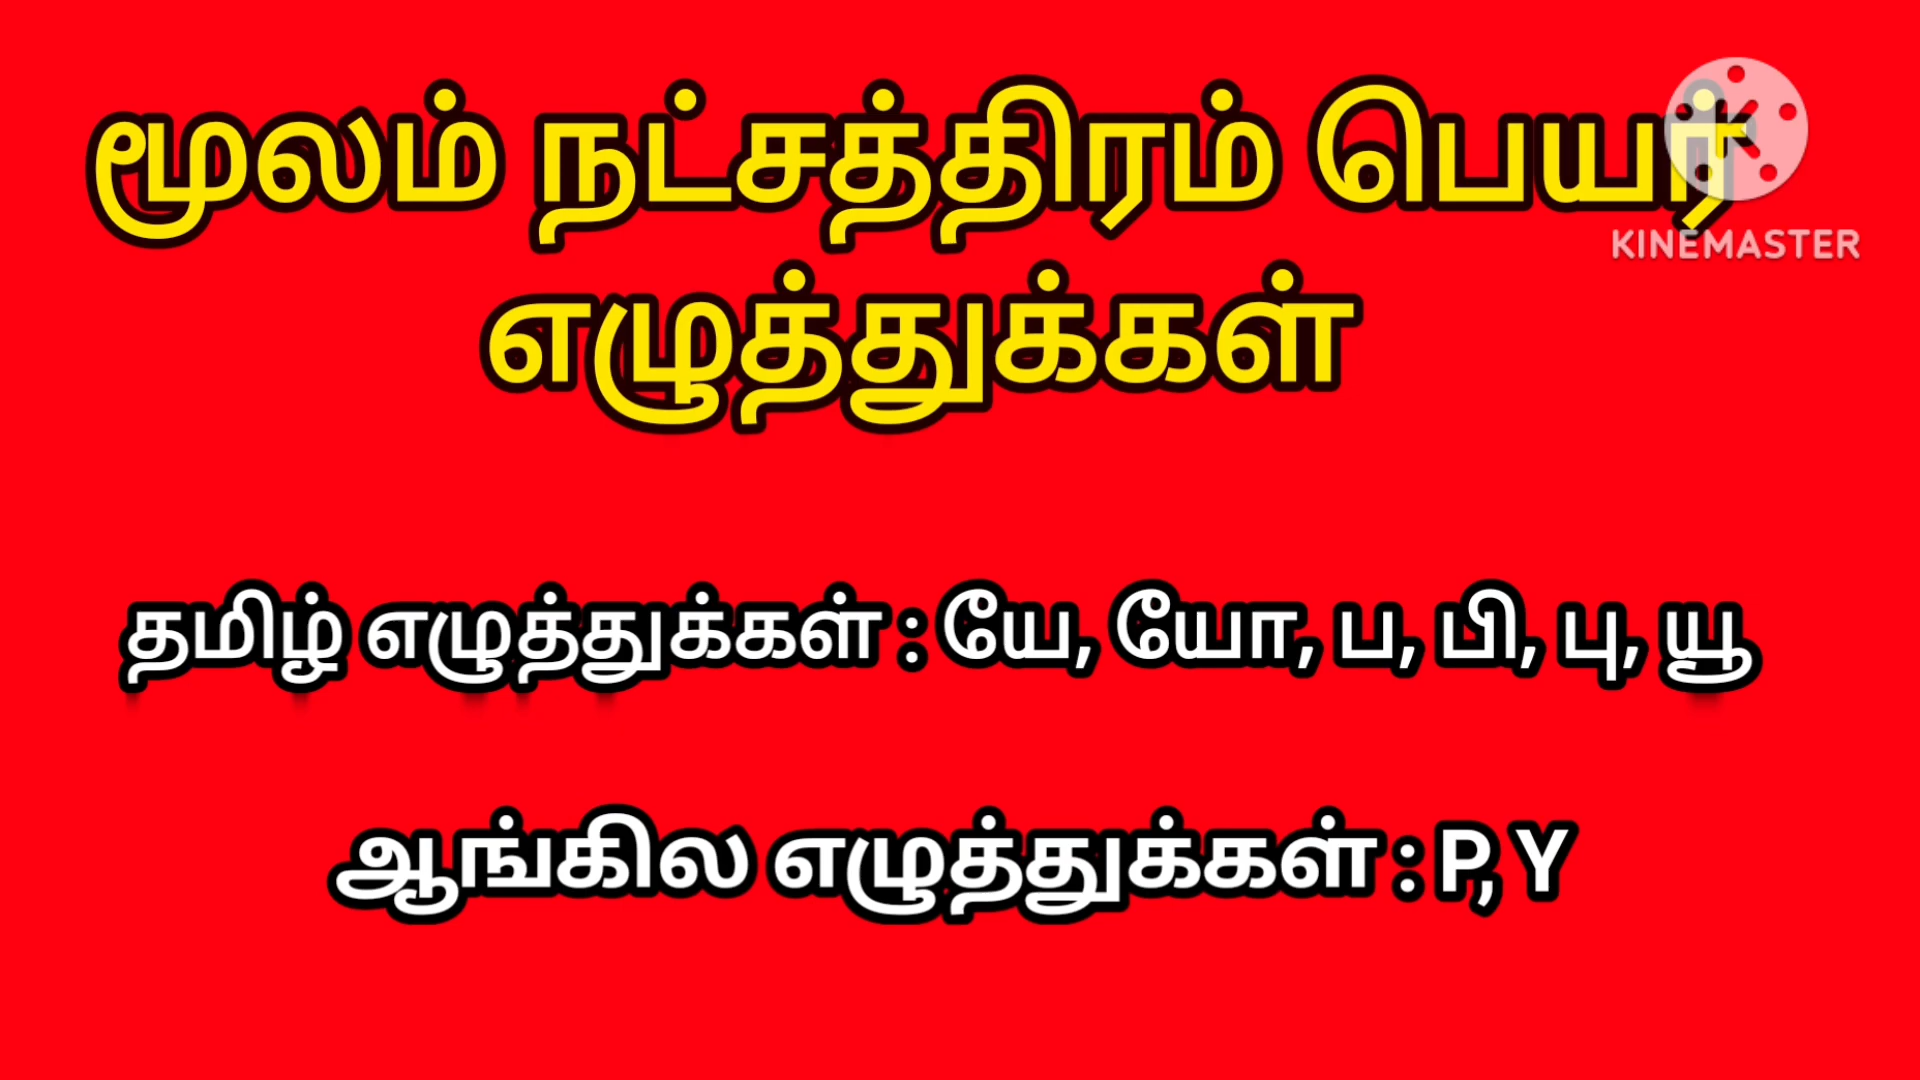 மூலம் நட்சத்திரம் பெயர்
KINEMASTER
எழுத்துக்கள்
தமிழ் எழுத்துக்கள் : யே, யோ, ப, பி, பு, யூ
ஆங்கில எழுத்துக்கள் : P, Y